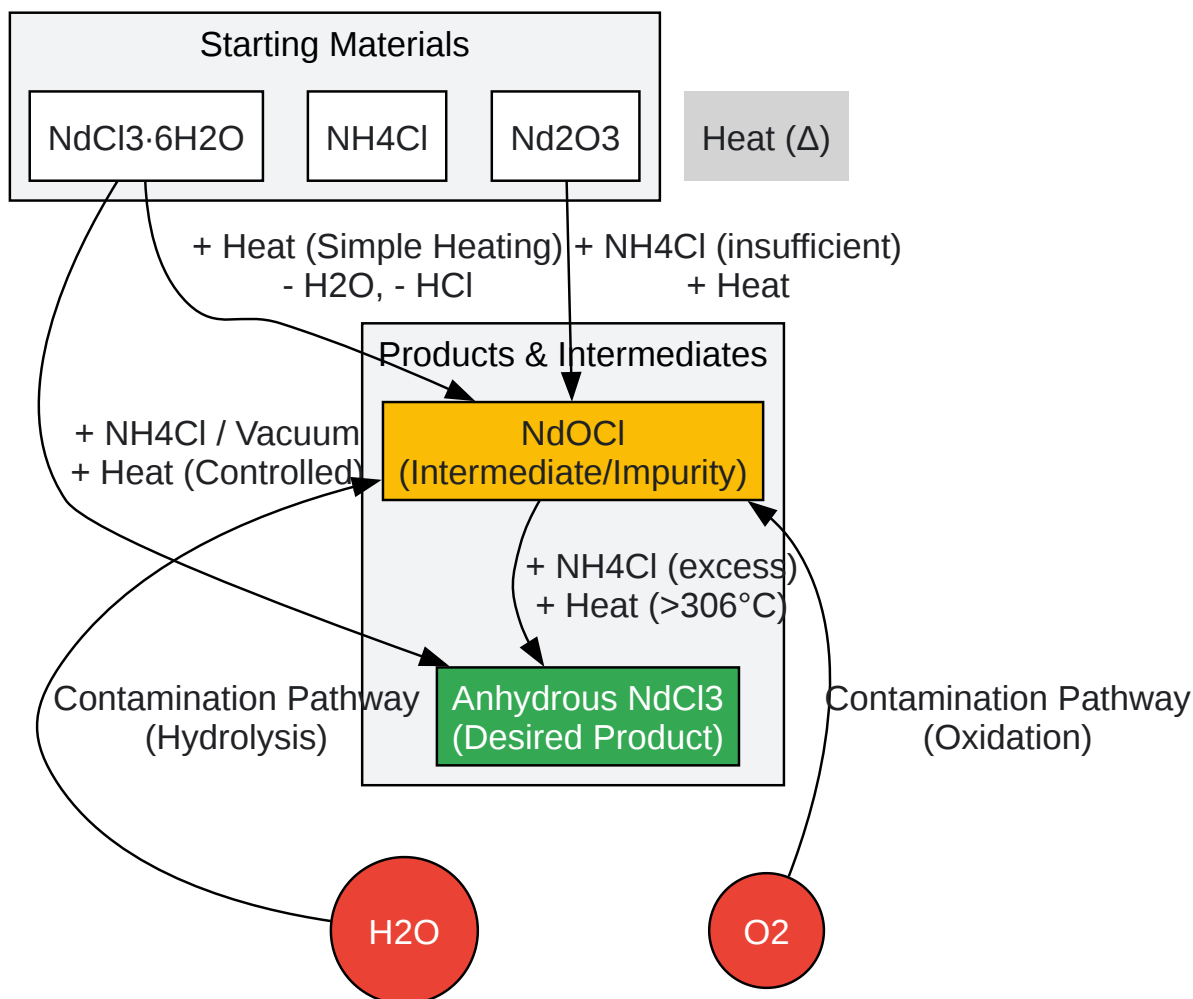 Starting Materials
NdCl3·6H2O
NH4Cl
Nd2O3
Heat (Δ)
+ Heat (Simple Heating)
- H2O, - HCl
+ NH4Cl (insufficient)
+ Heat
Products & Intermediates
NdOCl
(Intermediate/Impurity)
+ NH4Cl / Vacuum
+ Heat (Controlled)
+ NH4Cl (excess)
+ Heat (>306°C)
Contamination Pathway
(Hydrolysis)
Anhydrous NdCl3
(Desired Product)
Contamination Pathway
(Oxidation)
H2O
O2